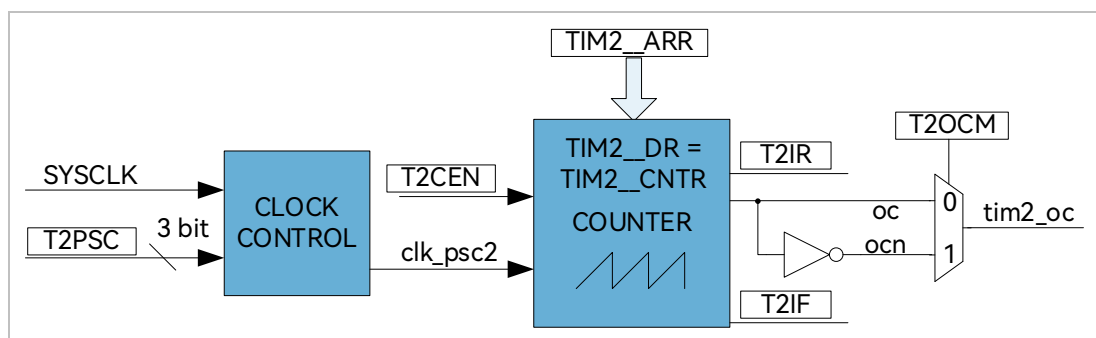 TIM2__ARR
T2OCM
TIM2__DR =
TIM2__CNTR
COUNTER
T2IR
SYSCLK
T2CEN
CLOCK
CONTROL
0
oc
tim2_oc
3 bit
T2PSC
clk_psc2
ocn
1
T2IF